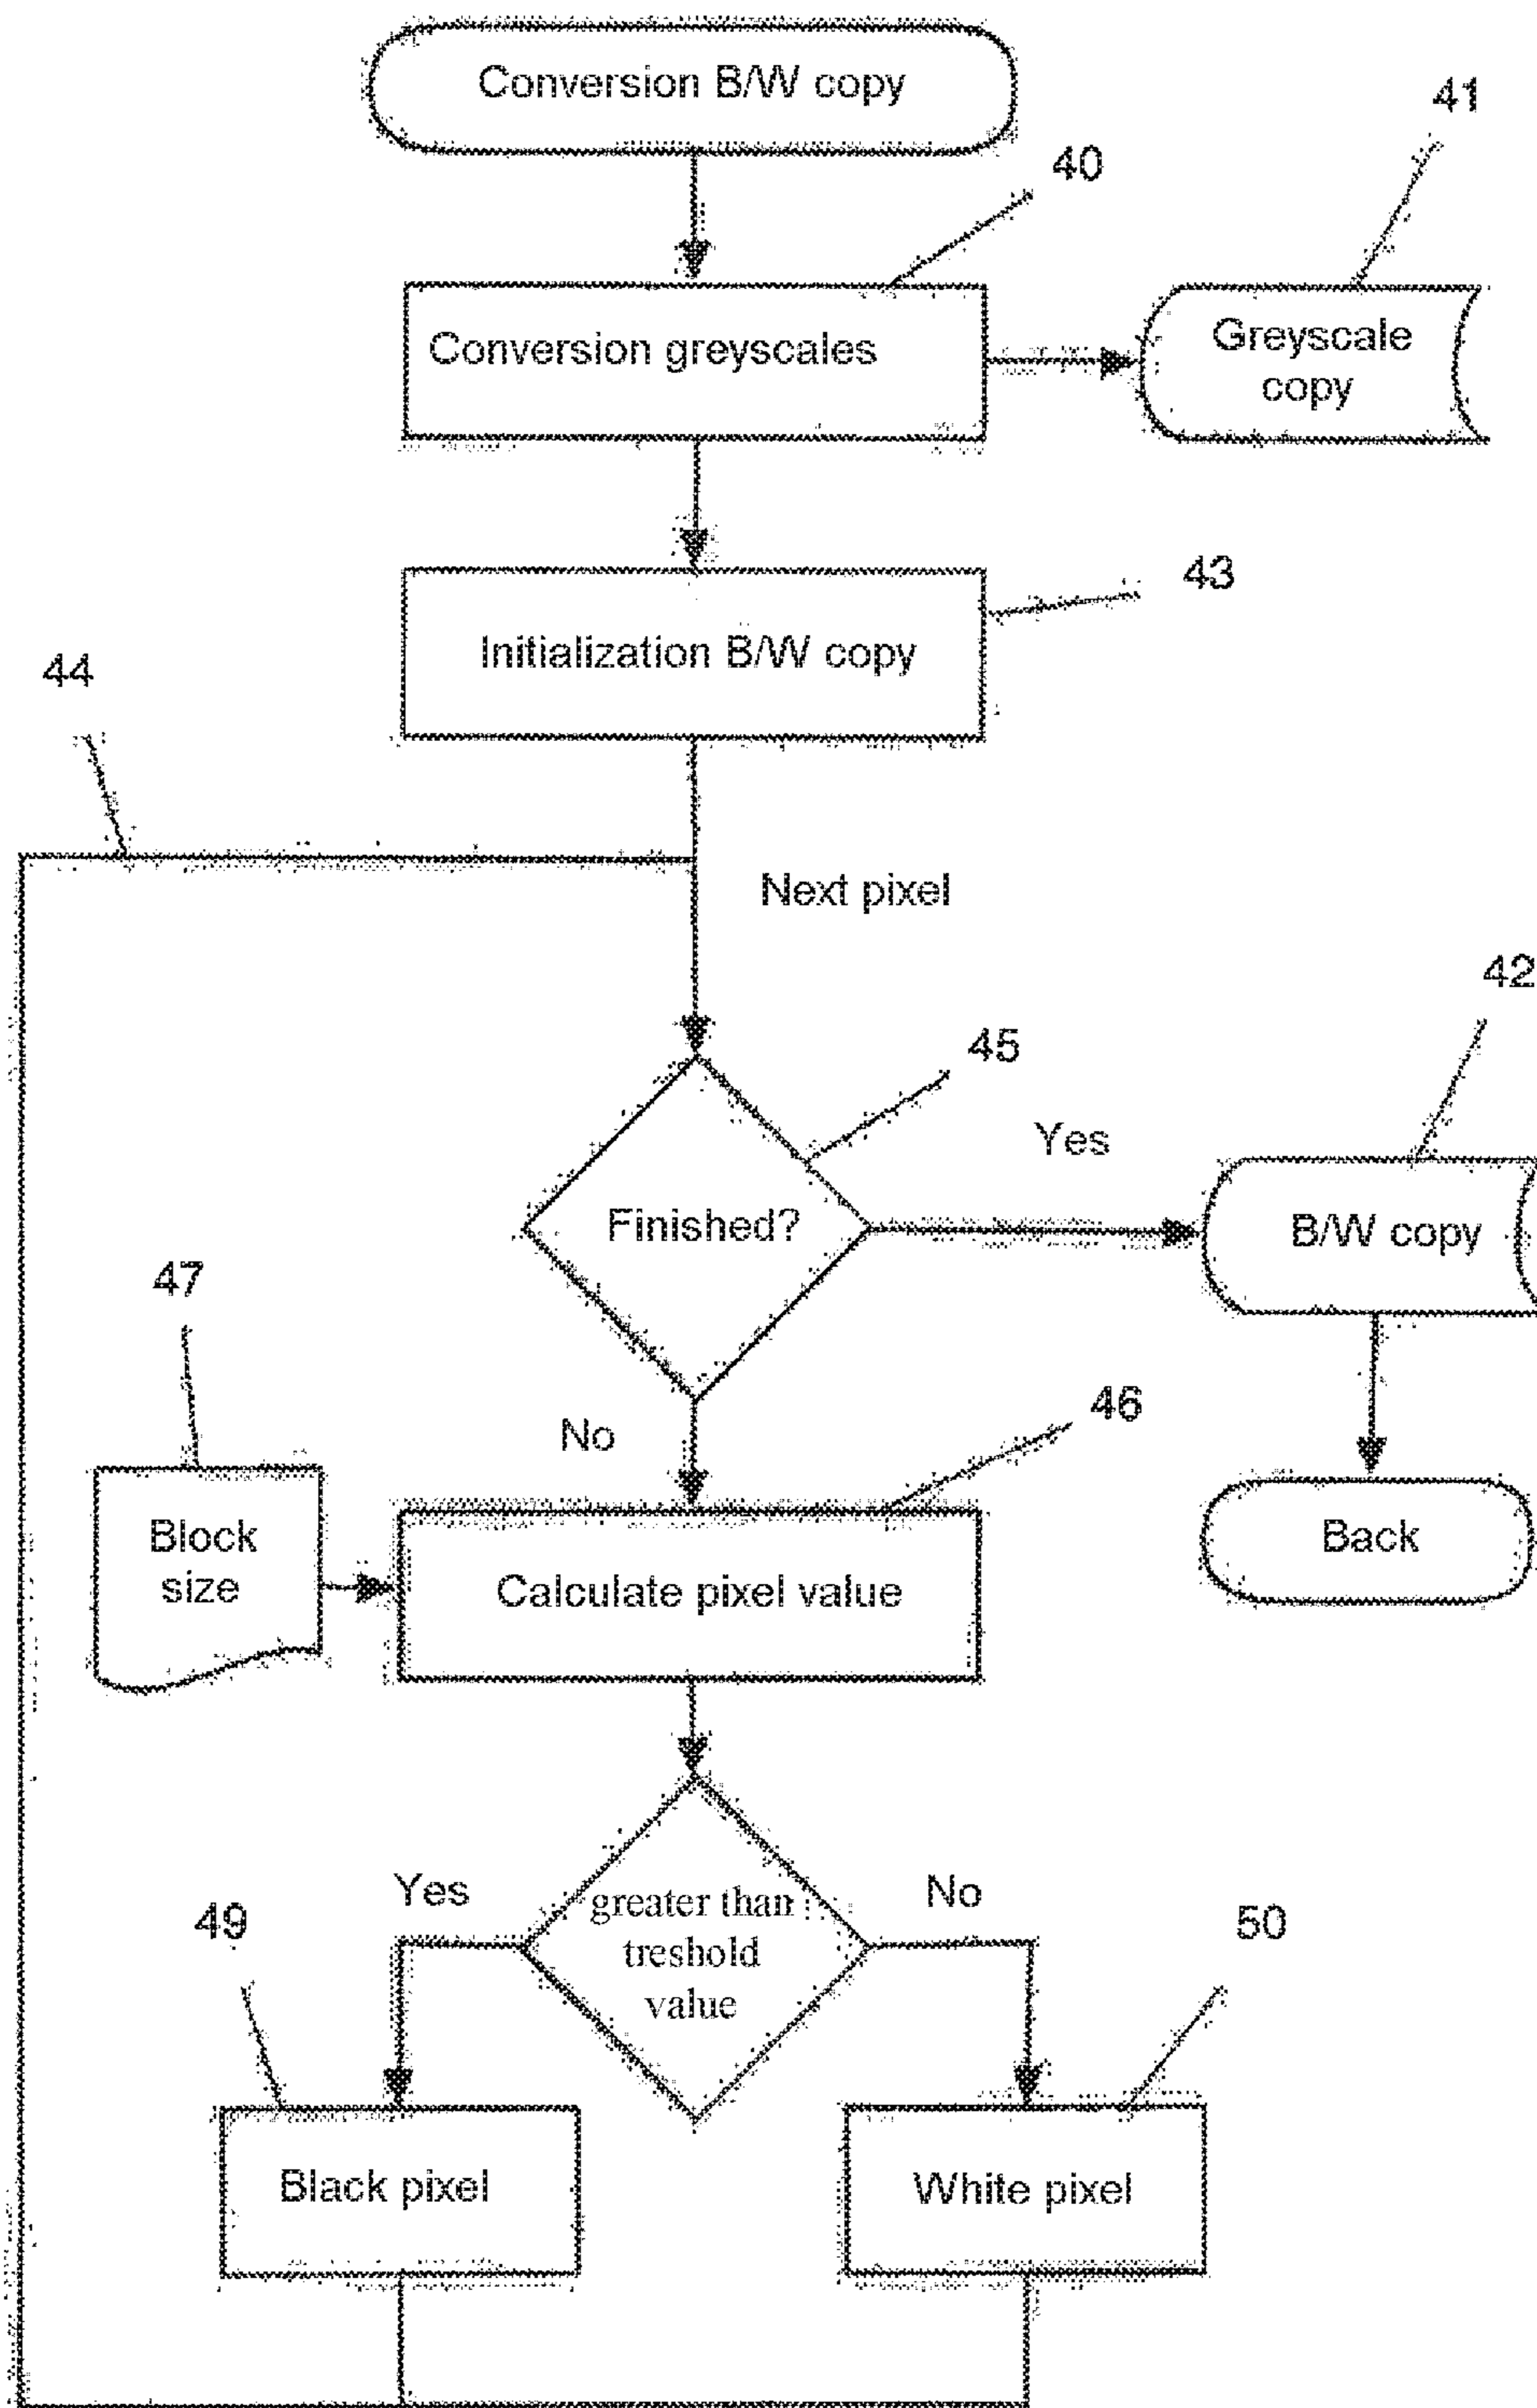 Conversion B/W copy
41
40
Conversion greyscales
Greyscale
copy
43
Initialization B/W copy
44
Next pixel
42
45
Yes
Finished?
B/W copy
47
46
No
Block
size
Calculate pixel value
Back
Yes
No
greater than
treshold
value
49
50
Black pixel
White pixel